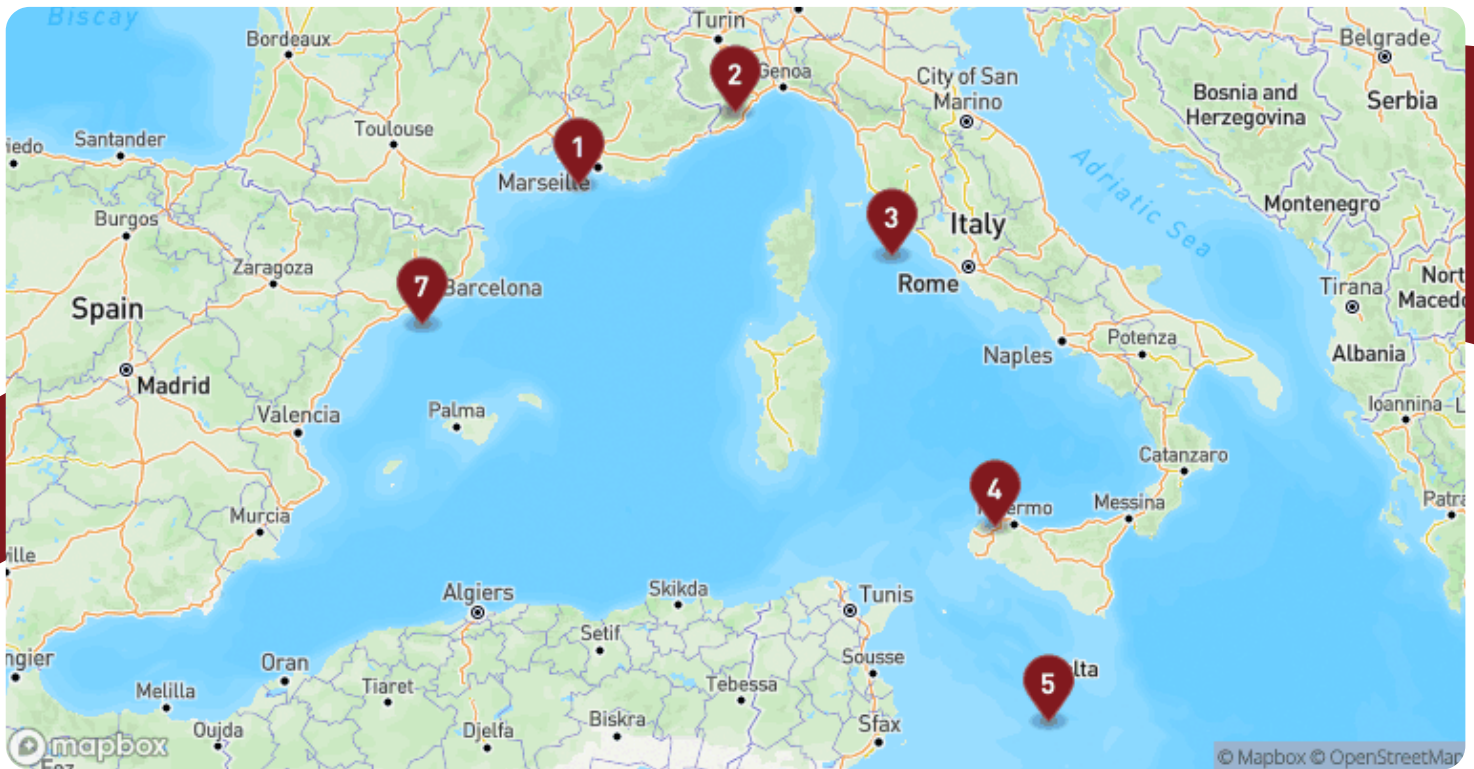 Biscay
Turin
Bordeaux
2
Genoa
City of San
Marino
Belgrade
Bosnia and
Herzegovina
Serbia
Santander
Toulouse
1
Marseille
Adriatic Sea
Burgos
3
Italy
Montenegro
Zaragoza
7
Barcelona
Rome
Tirana
Spain
Naples
Potenza
Albania
Madrid
Palma
Valencia
Ioannina
Catanzaro
4
Messina
Murcia
Algiers
Skikda
Tunis
Setif
Oran
Sousse
5
Melilla
Tiaret
Tebessa
Oujda
Djelfa
Biskra
Sfax
mapbox
© Mapbox © OpenStreetMap